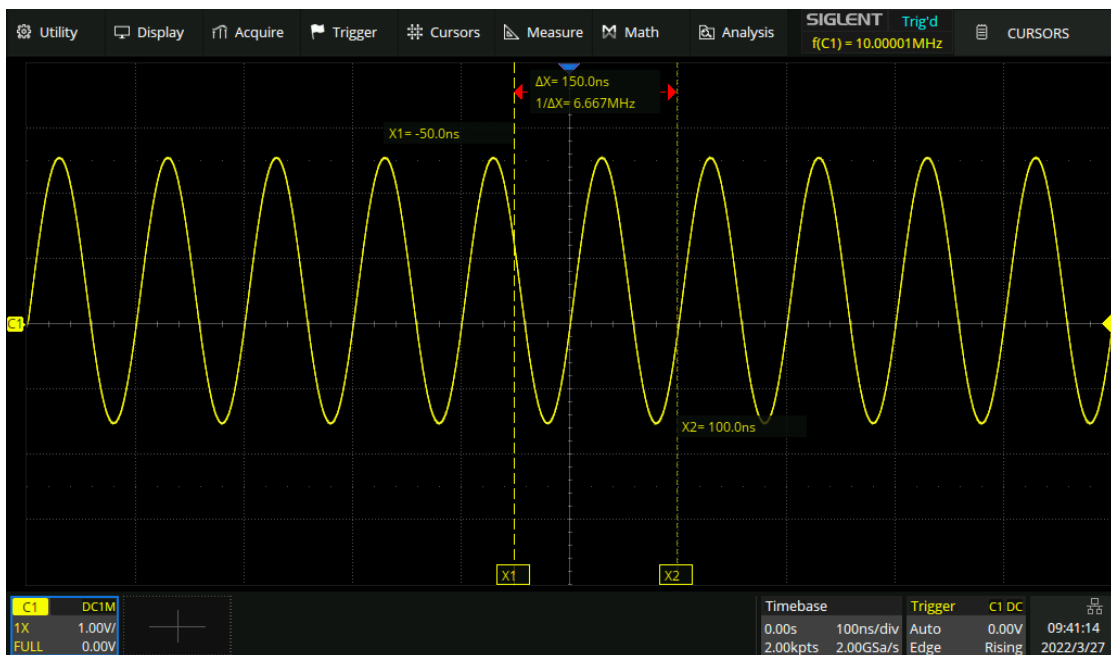 Utility Display Acquire Trigger Cursors Measure Math Analysis SIGLENT Trig'd CURSORS
f(C1) = 10.00001MHz
ΔX= 150.0ns
1/ΔX= 6.667MHz
X1= -50.0ns
C1
X2= 100.0ns
X1 X2
C1 DC1M Timebase Trigger C1 DC
1X 1.00V/ 0.00s 100ns/div Auto 0.00V 09:41:14
FULL 0.00V 2.00kpts 2.00GSa/s Edge Rising 2022/3/27